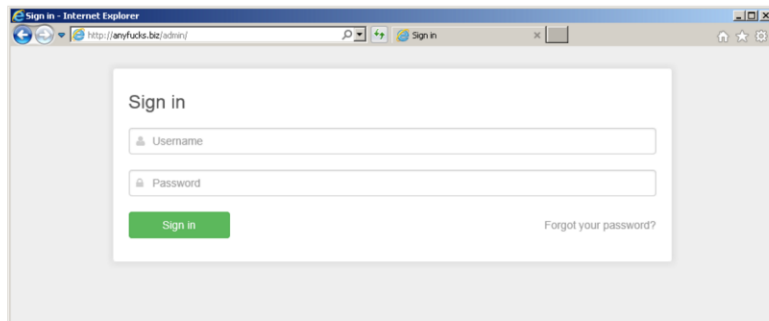 Sign in - Internet Explorer
http://anyfucks.biz/admin/
Sign in
Sign in
Username
Password
Sign in
Forgot your password?